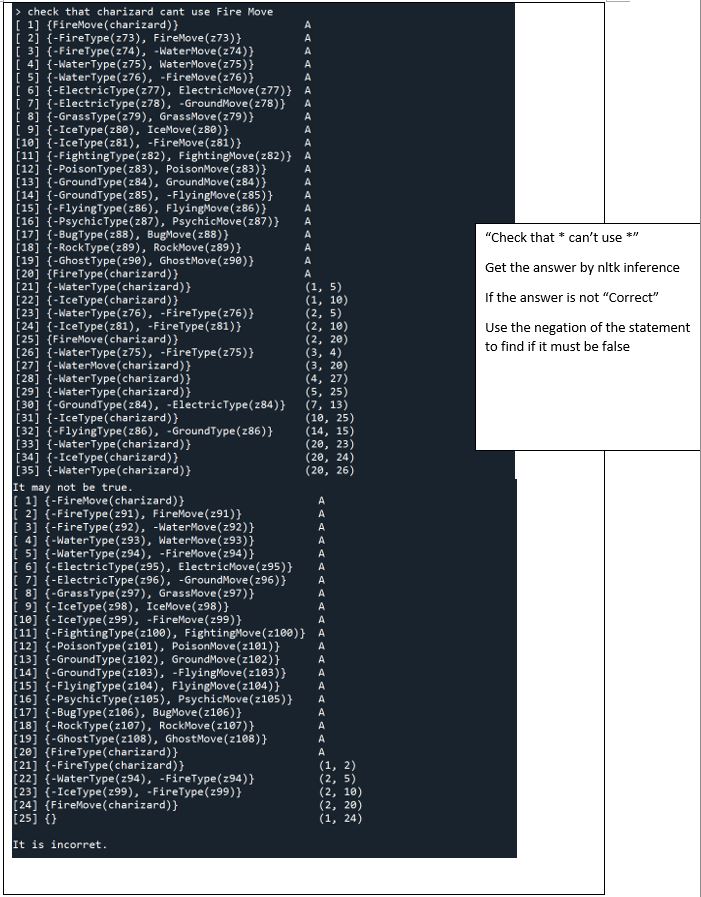 > check that charizard cant use Fire Move
[ 1] {FireMove(charizard)} A
[ 2] {-FireType(z73), FireMove(z73)} A
[ 3] {-FireType(z74), -WaterMove(z74)} A
[ 4] {-WaterType(z75), WaterMove(z75)} A
[ 5] {-WaterType(z76), -FireMove(z76)} A
[ 6] {-ElectricType(z77), ElectricMove(z77)} A
[ 7] {-ElectricType(z78), -GroundMove(z78)} A
[ 8] {-GrassType(z79), GrassMove(z79)} A
[ 9] {-IceType(z80), IceMove(z80)} A
[10] {-IceType(z81), -FireMove(z81)} A
[11] {-FightingType(z82), FightingMove(z82)} A
[12] {-PoisonType(z83), PoisonMove(z83)} A
[13] {-GroundType(z84), GroundMove(z84)} A
[14] {-GroundType(z85), -FlyingMove(z85)} A
[15] {-FlyingType(z86), FlyingMove(z86)} A
[16] {-PsychicType(z87), PsychicMove(z87)} A
[17] {-BugType(z88), BugMove(z88)} A
[18] {-RockType(z89), RockMove(z89)} A
[19] {-GhostType(z90), GhostMove(z90)} A
[20] {FireType(charizard)} A
[21] {-WaterType(charizard)} (1, 5)
[22] {-IceType(charizard)} (1, 10)
[23] {-WaterType(z76), -FireType(z76)} (2, 5)
[24] {-IceType(z81), -FireType(z81)} (2, 10)
[25] {FireMove(charizard)} (2, 20)
[26] {-WaterType(z75), -FireType(z75)} (3, 4)
[27] {-WaterMove(charizard)} (3, 20)
[28] {-WaterType(charizard)} (4, 27)
[29] {-WaterType(charizard)} (5, 25)
[30] {-GroundType(z84), -ElectricType(z84)} (7, 13)
[31] {-IceType(charizard)} (10, 25)
[32] {-FlyingType(z86), -GroundType(z86)} (14, 15)
[33] {-WaterType(charizard)} (20, 23)
[34] {-IceType(charizard)} (20, 24)
[35] {-WaterType(charizard)} (20, 26)
It may not be true.
[ 1] {-FireMove(charizard)} A
[ 2] {-FireType(z91), FireMove(z91)} A
[ 3] {-FireType(z92), -WaterMove(z92)} A
[ 4] {-WaterType(z93), WaterMove(z93)} A
[ 5] {-WaterType(z94), -FireMove(z94)} A
[ 6] {-ElectricType(z95), ElectricMove(z95)} A
[ 7] {-ElectricType(z96), -GroundMove(z96)} A
[ 8] {-GrassType(z97), GrassMove(z97)} A
[ 9] {-IceType(z98), IceMove(z98)} A
[10] {-IceType(z99), -FireMove(z99)} A
[11] {-FightingType(z100), FightingMove(z100)} A
[12] {-PoisonType(z101), PoisonMove(z101)} A
[13] {-GroundType(z102), GroundMove(z102)} A
[14] {-GroundType(z103), -FlyingMove(z103)} A
[15] {-FlyingType(z104), FlyingMove(z104)} A
[16] {-PsychicType(z105), PsychicMove(z105)} A
[17] {-BugType(z106), BugMove(z106)} A
[18] {-RockType(z107), RockMove(z107)} A
[19] {-GhostType(z108), GhostMove(z108)} A
[20] {FireType(charizard)} A
[21] {-FireType(charizard)} (1, 2)
[22] {-WaterType(z94), -FireType(z94)} (2, 5)
[23] {-IceType(z99), -FireType(z99)} (2, 10)
[24] {FireMove(charizard)} (2, 20)
[25] {} (1, 24)
It is incorret.
“Check that * can’t use *”
Get the answer by nltk inference
If the answer is not “Correct”
Use the negation of the statement
to find if it must be false